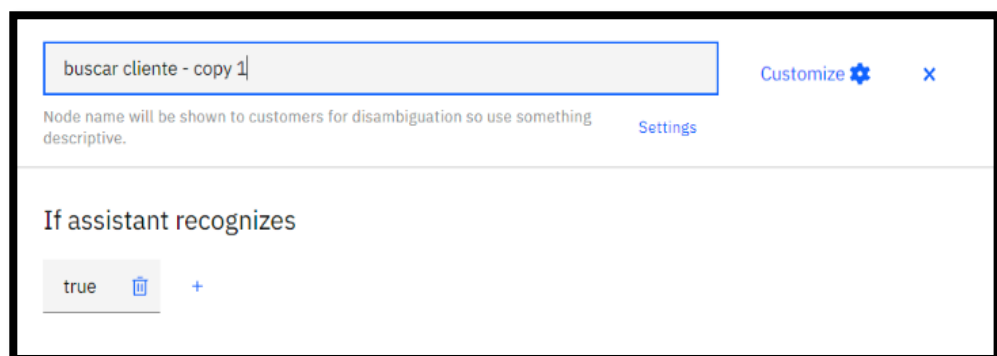 buscar cliente - copy 1
Customize
Node name will be shown to customers for disambiguation so use something
descriptive.
Settings
If assistant recognizes
true
+